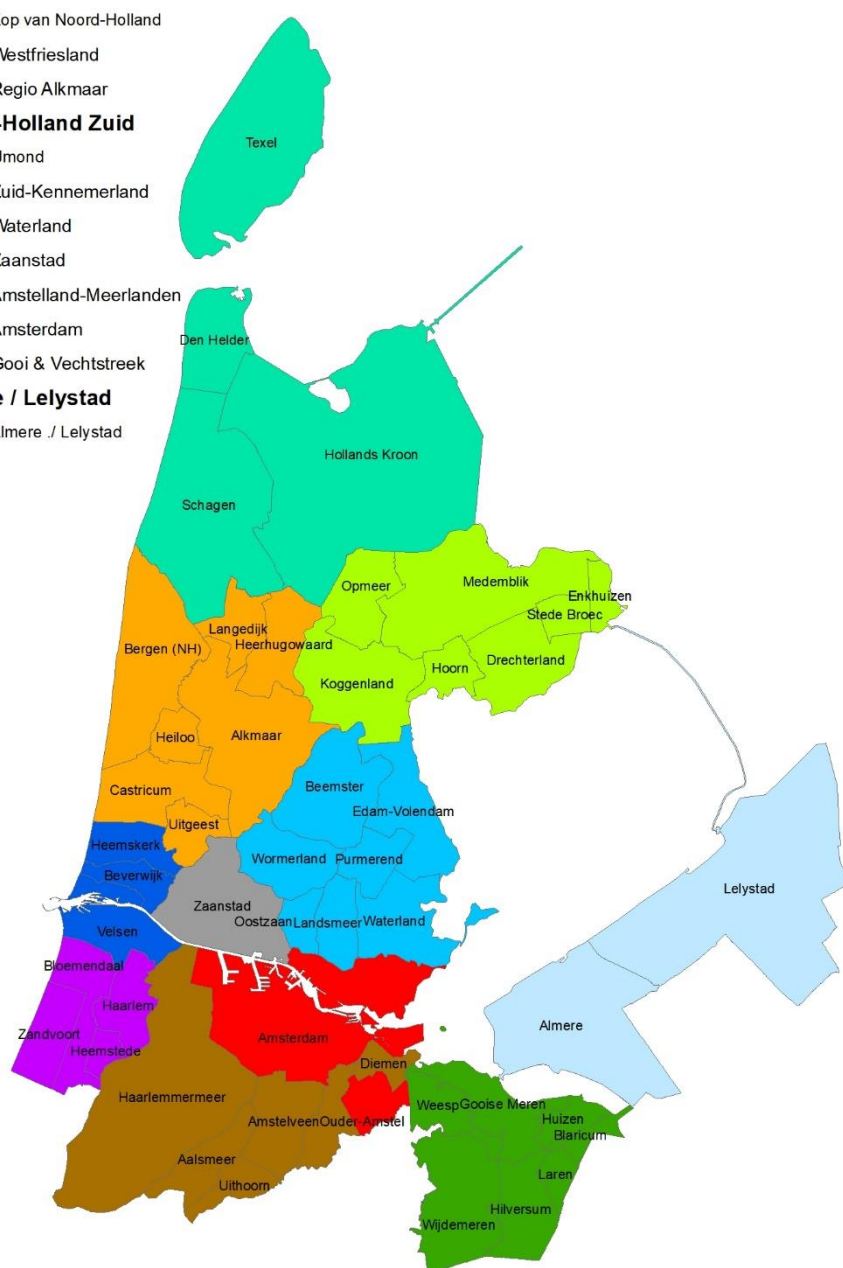 op van Noord-Holland
Westfriesland
Regio Alkmaar
-Holland Zuid
Jmond
Zuid-Kennemerland
Waterland
Zaanstad
Amstelland-Meerlanden
Amsterdam
Gooi & Vechtstreek
e / Lelystad
lmere ./ Lelystad
Texel
Den Helder
Hollands Kroon
Schagen
Opmeer
Medemblik
Enkhuizen
Stede Broec
Langedijk
Heerhugowaard
Bergen (NH)
Hoorn
Drechterland
Koggenland
Heiloo
Alkmaar
Castricum
Beemster
Edam-Volendam
Uitgeest
Heemskerk
Wormerland
Purmerend
Beverwijk
Zaanstad
Oostzaan
Landsmeer
Waterland
Lelystad
Velsen
Bloemendaal
Haarlem
Zandvoort
Heemstede
Amsterdam
Almere
Diemen
Haarlemmermeer
Weesp
Gooise Meren
Amstelveen
Ouder-Amstel
Huizen
Blaricum
Aalsmeer
Laren
Uithoorn
Hilversum
Wijdemeren